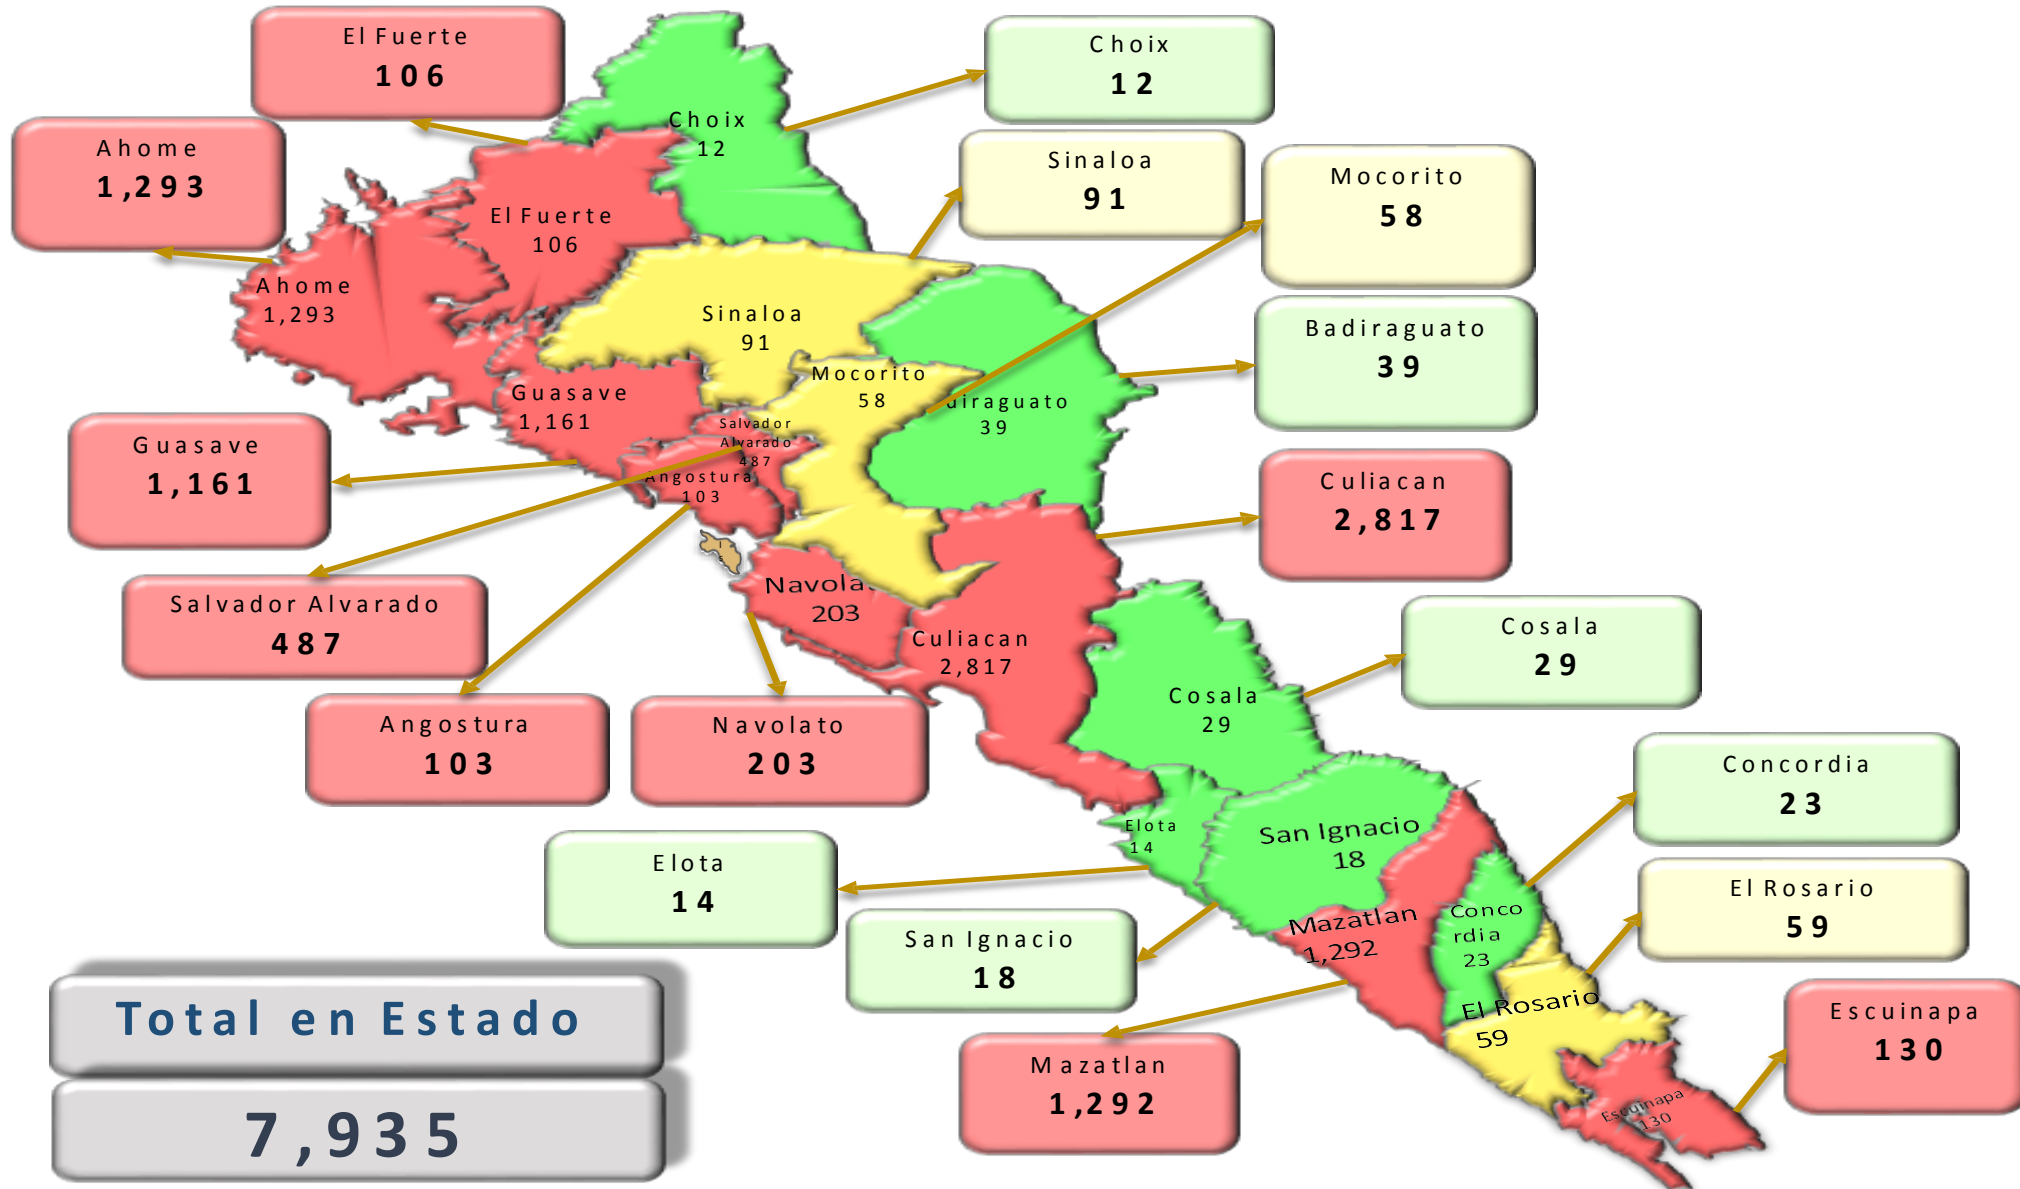 El Fuerte
106
Choix
12
Ahome
1,293
Sinaloa
91
Mocorito
58
Badiraguato
39
Guasave
1,161
Culiacan
2,817
Salvador Alvarado
487
Cosala
29
Angostura
103
Navolato
203
Concordia
23
Elota
14
El Rosario
59
San Ignacio
18
Escuinapa
130
Mazatlan
1,292
Choix
12
El Fuerte
106
Ahome
1,293
Sinaloa
91
Mocorito
58
diraguato
39
Guasave
1,161
Salvador
Alvarado
487
Angostura
103
Navola
203
Culiacan
2,817
Cosala
29
Elota
14
San Ignacio
18
Mazatlan
1,292
Conco
rdia
23
El Rosario
59
Escuinapa
130
Total en Estado
7,935